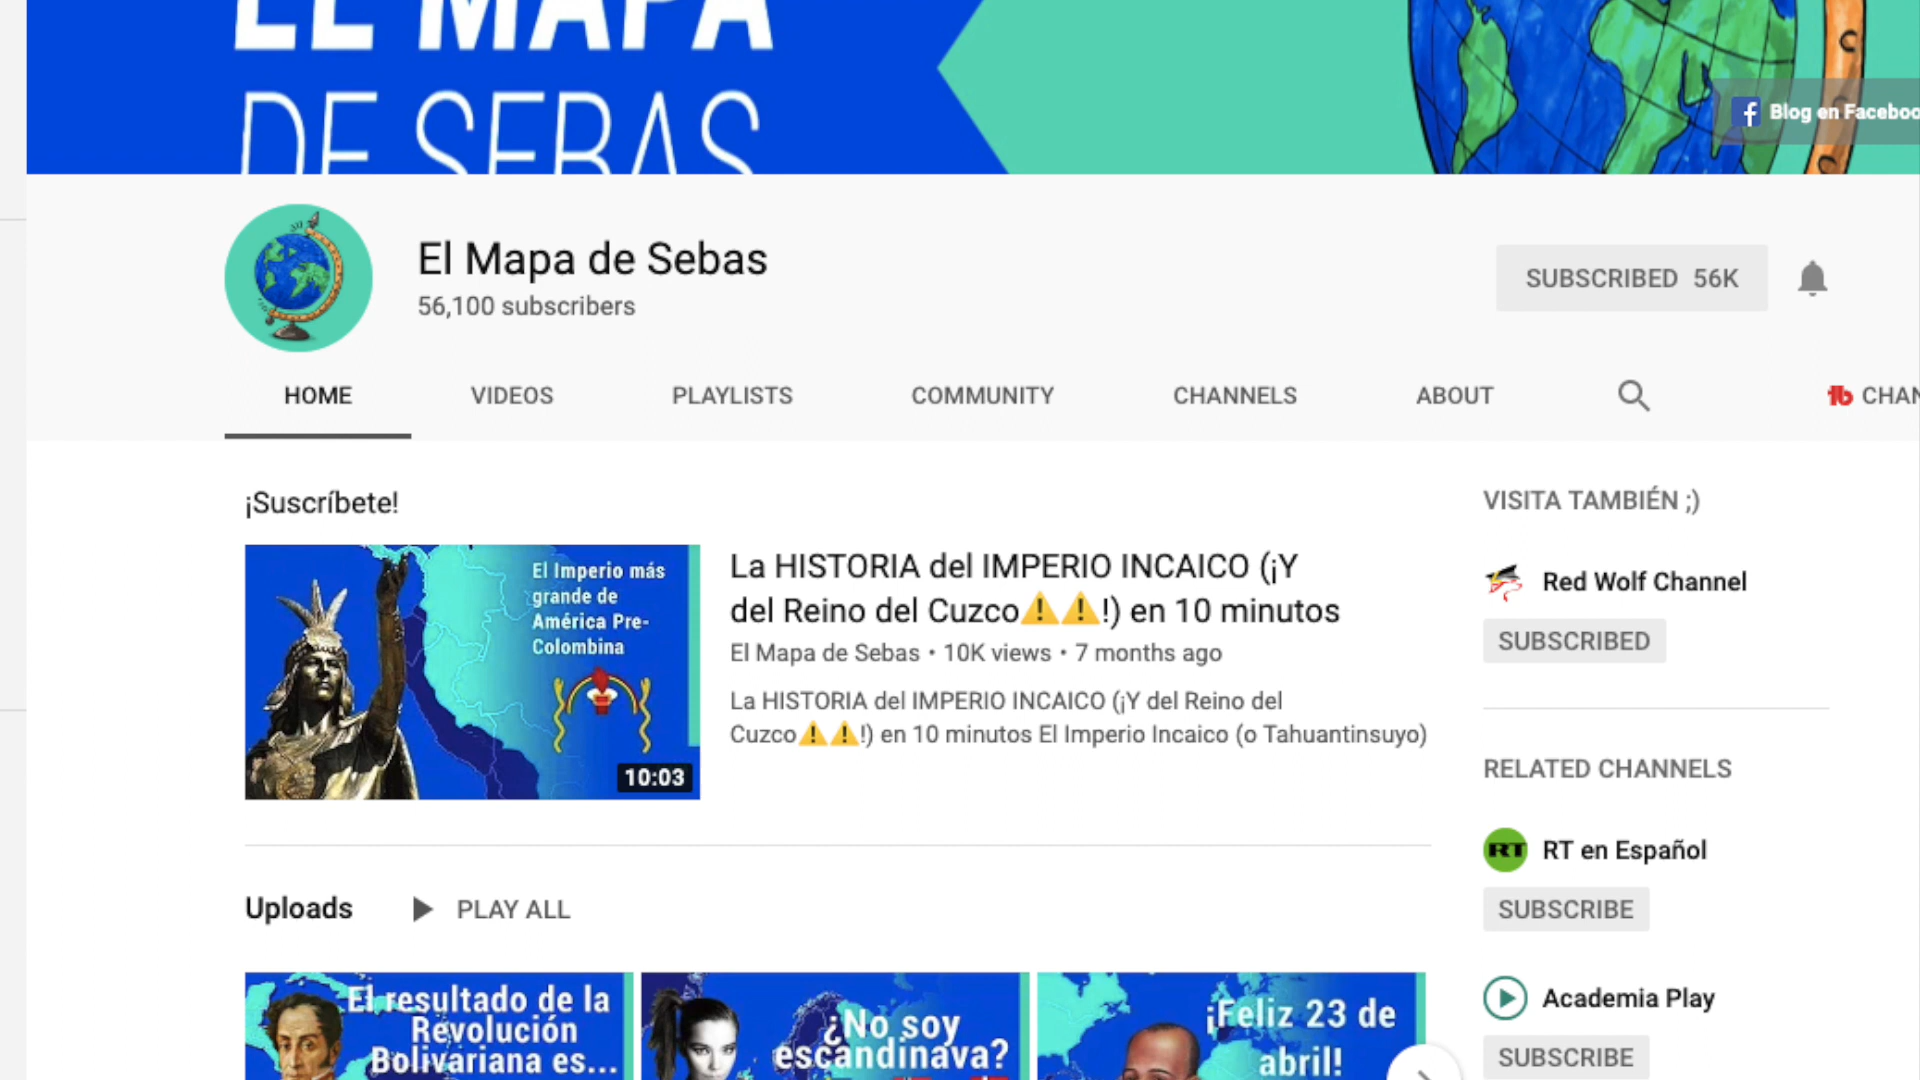 EL MAPA
DE SEBAS
Blog en
El Mapa de Sebas
56,100 subscribers
SUBSCRIBED 56K
HOME VIDEOS PLAYLISTS COMMUNITY CHANNELS ABOUT
¡Suscríbete!
El Imperio más
grande de
América Pre-
Colombina
10:03
La HISTORIA del IMPERIO INCAICO (¡Y
del Reino del Cuzco⚠️⚠️!) en 10 minutos
El Mapa de Sebas • 10K views • 7 months ago
La HISTORIA del IMPERIO INCAICO (¡Y del Reino del
Cuzco⚠️⚠️!) en 10 minutos El Imperio Incaico (o Tahuantinsuyo)
Uploads PLAY ALL
El resultado de la
Revolución
Bolivariana es...
¿No soy
escandinava?
¡Feliz 23 de
abril!
VISITA TAMBIÉN ;)
Red Wolf Channel
SUBSCRIBED
RELATED CHANNELS
RT
RT en Español
SUBSCRIBE
Academia Play
SUBSCRIBE